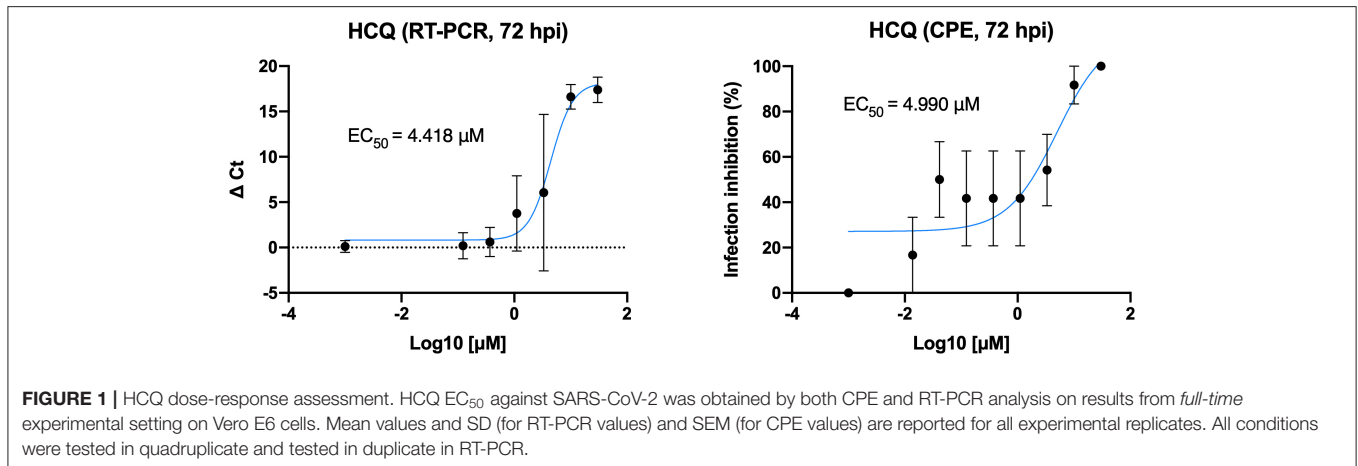 HCQ (RT-PCR, 72 hpi)
20
15
10
5
0
-5
Δ Ct
EC50 = 4.418 µM
-4
-2
0
2
Log10 [µM]
HCQ (CPE, 72 hpi)
100
80
60
40
20
0
Infection inhibition (%)
EC50 = 4.990 µM
-4
-2
0
2
Log10 [µM]
FIGURE 1 | HCQ dose-response assessment. HCQ EC50 against SARS-CoV-2 was obtained by both CPE and RT-PCR analysis on results from full-time
experimental setting on Vero E6 cells. Mean values and SD (for RT-PCR values) and SEM (for CPE values) are reported for all experimental replicates. All conditions
were tested in quadruplicate and tested in duplicate in RT-PCR.